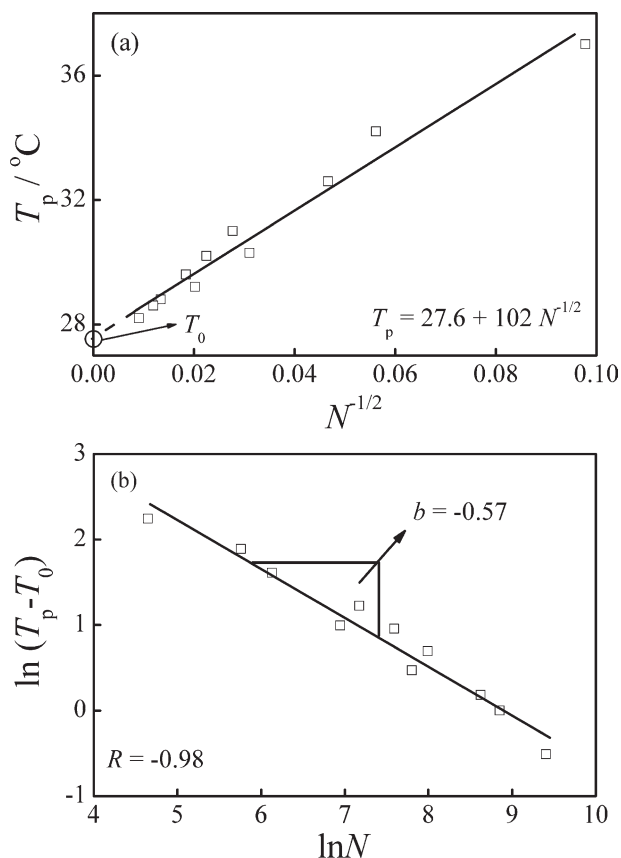 (a)
36
32
28
T_p / °C
T_0
T_p = 27.6 + 102 N^-1/2
0.00 0.02 0.04 0.06 0.08 0.10
N^-1/2
(b)
3
2
1
0
-1
ln (T_p-T_0)
b = -0.57
R = -0.98
4 5 6 7 8 9 10
lnN